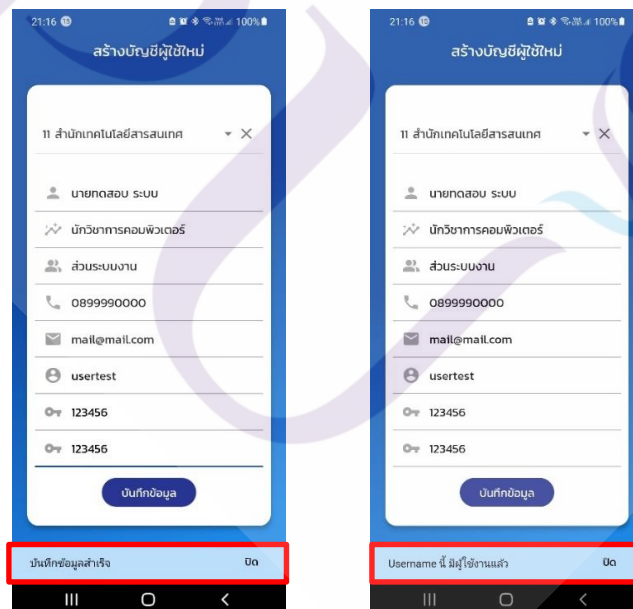 21:16 100%
สร้างบัญชีผู้ใช้ใหม่
11 สำนักเทคโนโลยีสารสนเทศ
นายทดสอบ ระบบ
นักวิชาการคอมพิวเตอร์
ส่วนระบบงาน
0899990000
mail@mail.com
usertest
123456
123456
บันทึกข้อมูล
บันทึกข้อมูลสำเร็จ ปิด
21:16 100%
สร้างบัญชีผู้ใช้ใหม่
11 สำนักเทคโนโลยีสารสนเทศ
นายทดสอบ ระบบ
นักวิชาการคอมพิวเตอร์
ส่วนระบบงาน
0899990000
mail@mail.com
usertest
123456
123456
บันทึกข้อมูล
Username นี้ มีผู้ใช้งานแล้ว ปิด